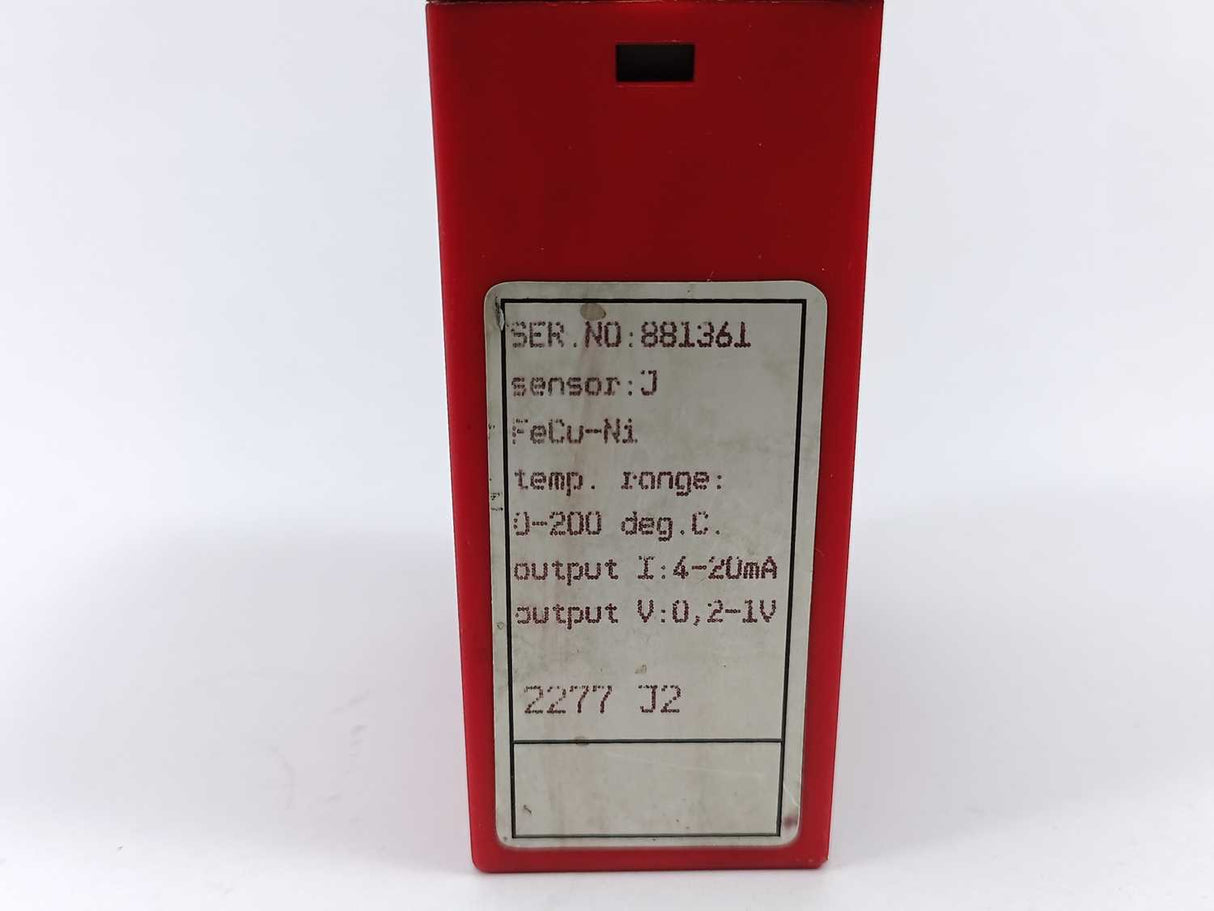 SER.NO:881361
sensor:J
FeCu-Ni
temp. range:
0-200 deg.C.
output I:4-20mA
output V:0,2-1V
2277 J2